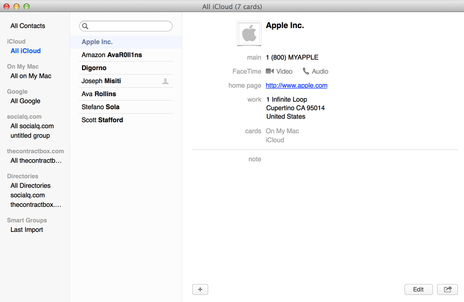 All iCloud (7 cards)
All Contacts
iCloud
All iCloud
On My Mac
All on My Mac
Google
All Google
socialq.com
All socialq.com
untitled group
thecontractbox.com
All thecontractb...
Directories
All Directories
socialq.com
thecontractbox....
Smart Groups
Last Import
Apple Inc.
Amazon AvaR0ll1ns
Digorno
Joseph Misiti
Ava Rollins
Stefano Sola
Scott Stafford
Apple Inc.
main 1 (800) MYAPPLE
FaceTime Video Audio
home page http://www.apple.com
work 1 Infinite Loop
Cupertino CA 95014
United States
cards On My Mac
iCloud
note
+
Edit